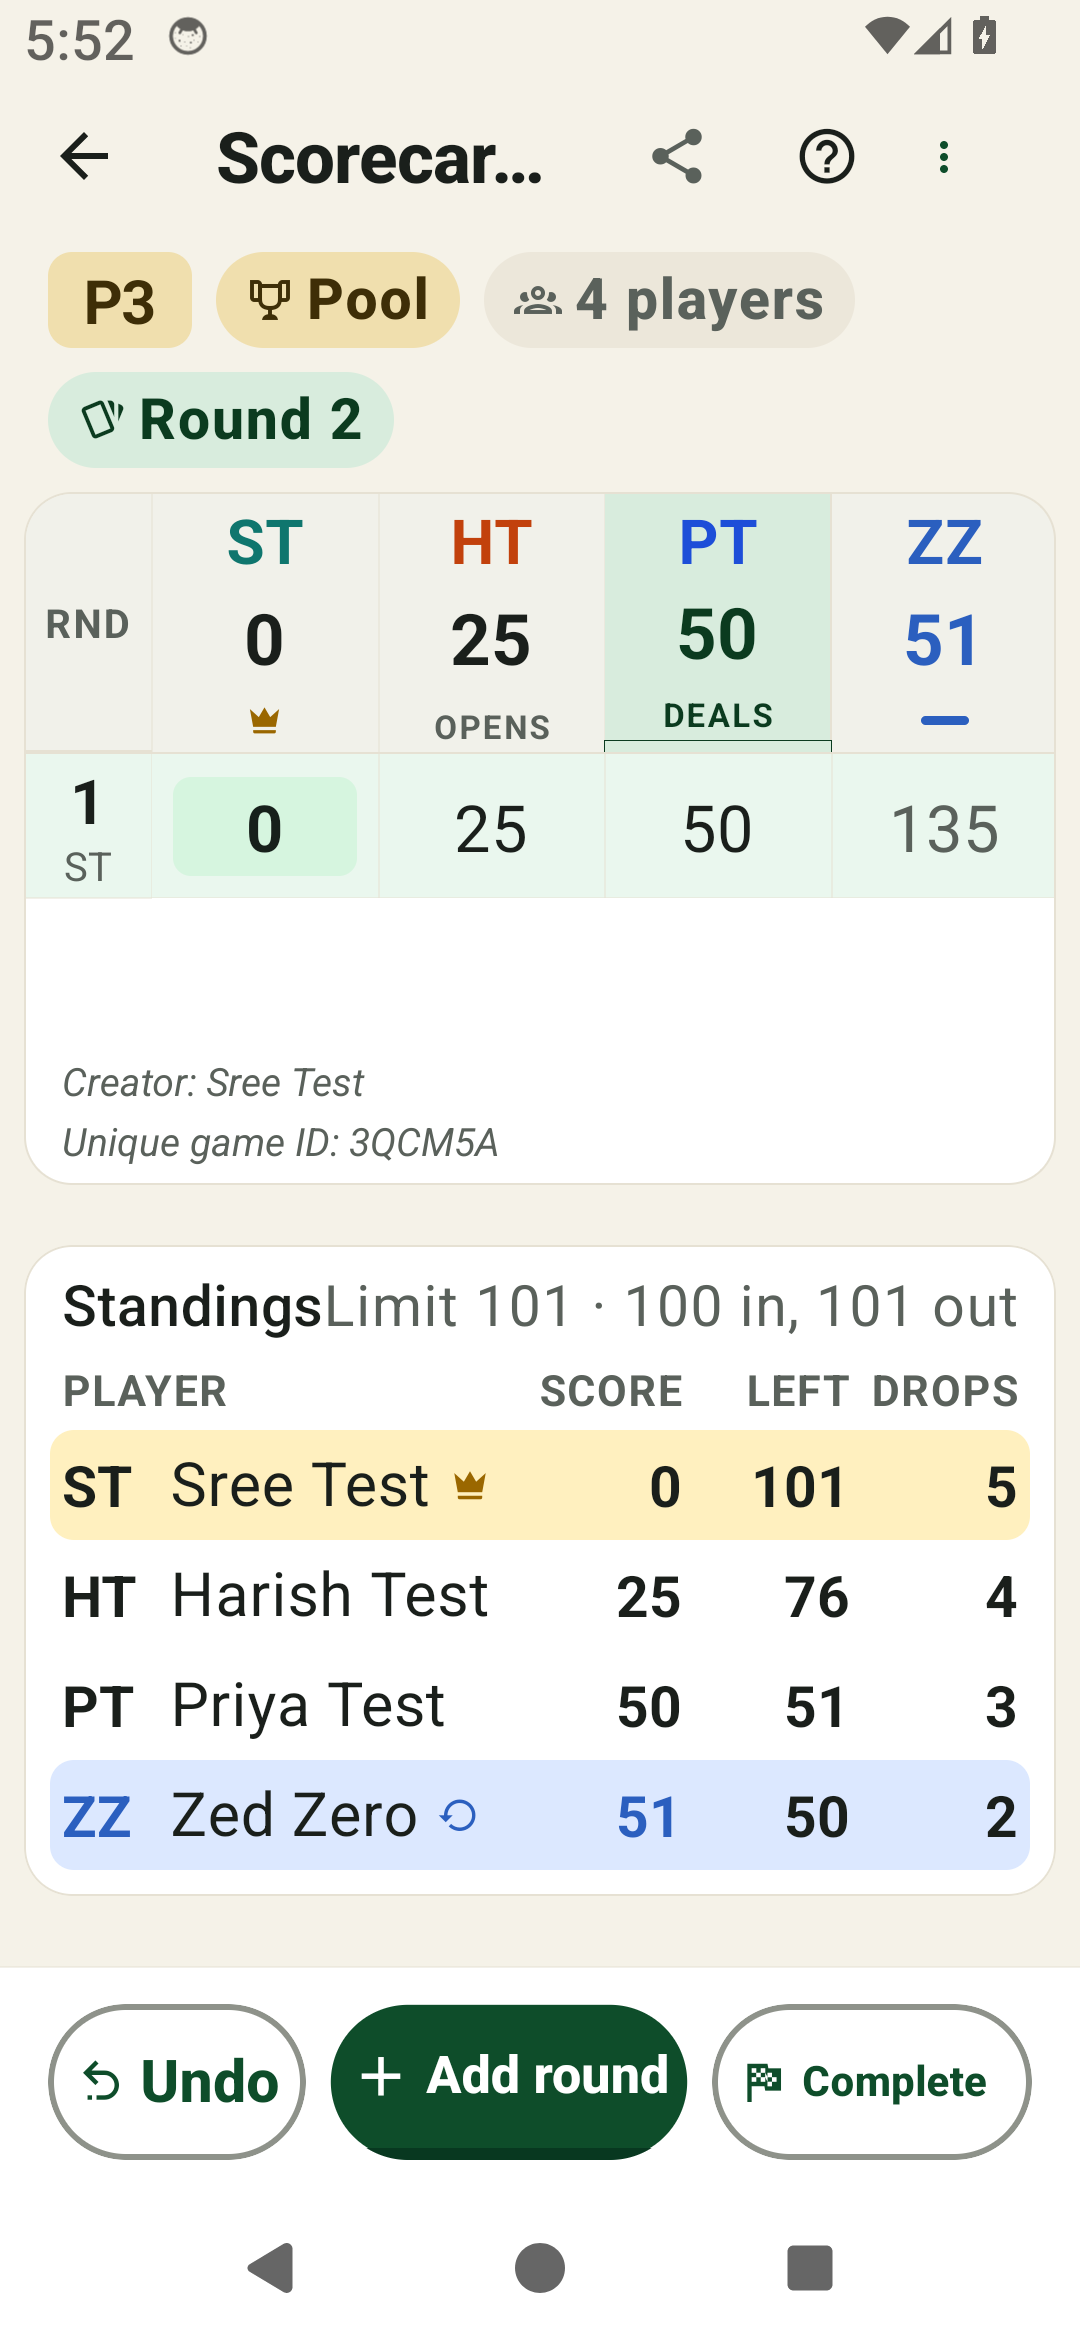 5:52
Scorecar...
P3 Pool 4 players
Round 2
RND ST HT PT ZZ
0 25 50 51
OPENS DEALS
1 0 25 50 135
ST
Creator: Sree Test
Unique game ID: 3QCM5A
Standings Limit 101 · 100 in, 101 out
PLAYER SCORE LEFT DROPS
ST Sree Test 0 101 5
HT Harish Test 25 76 4
PT Priya Test 50 51 3
ZZ Zed Zero 51 50 2
Undo Add round Complete